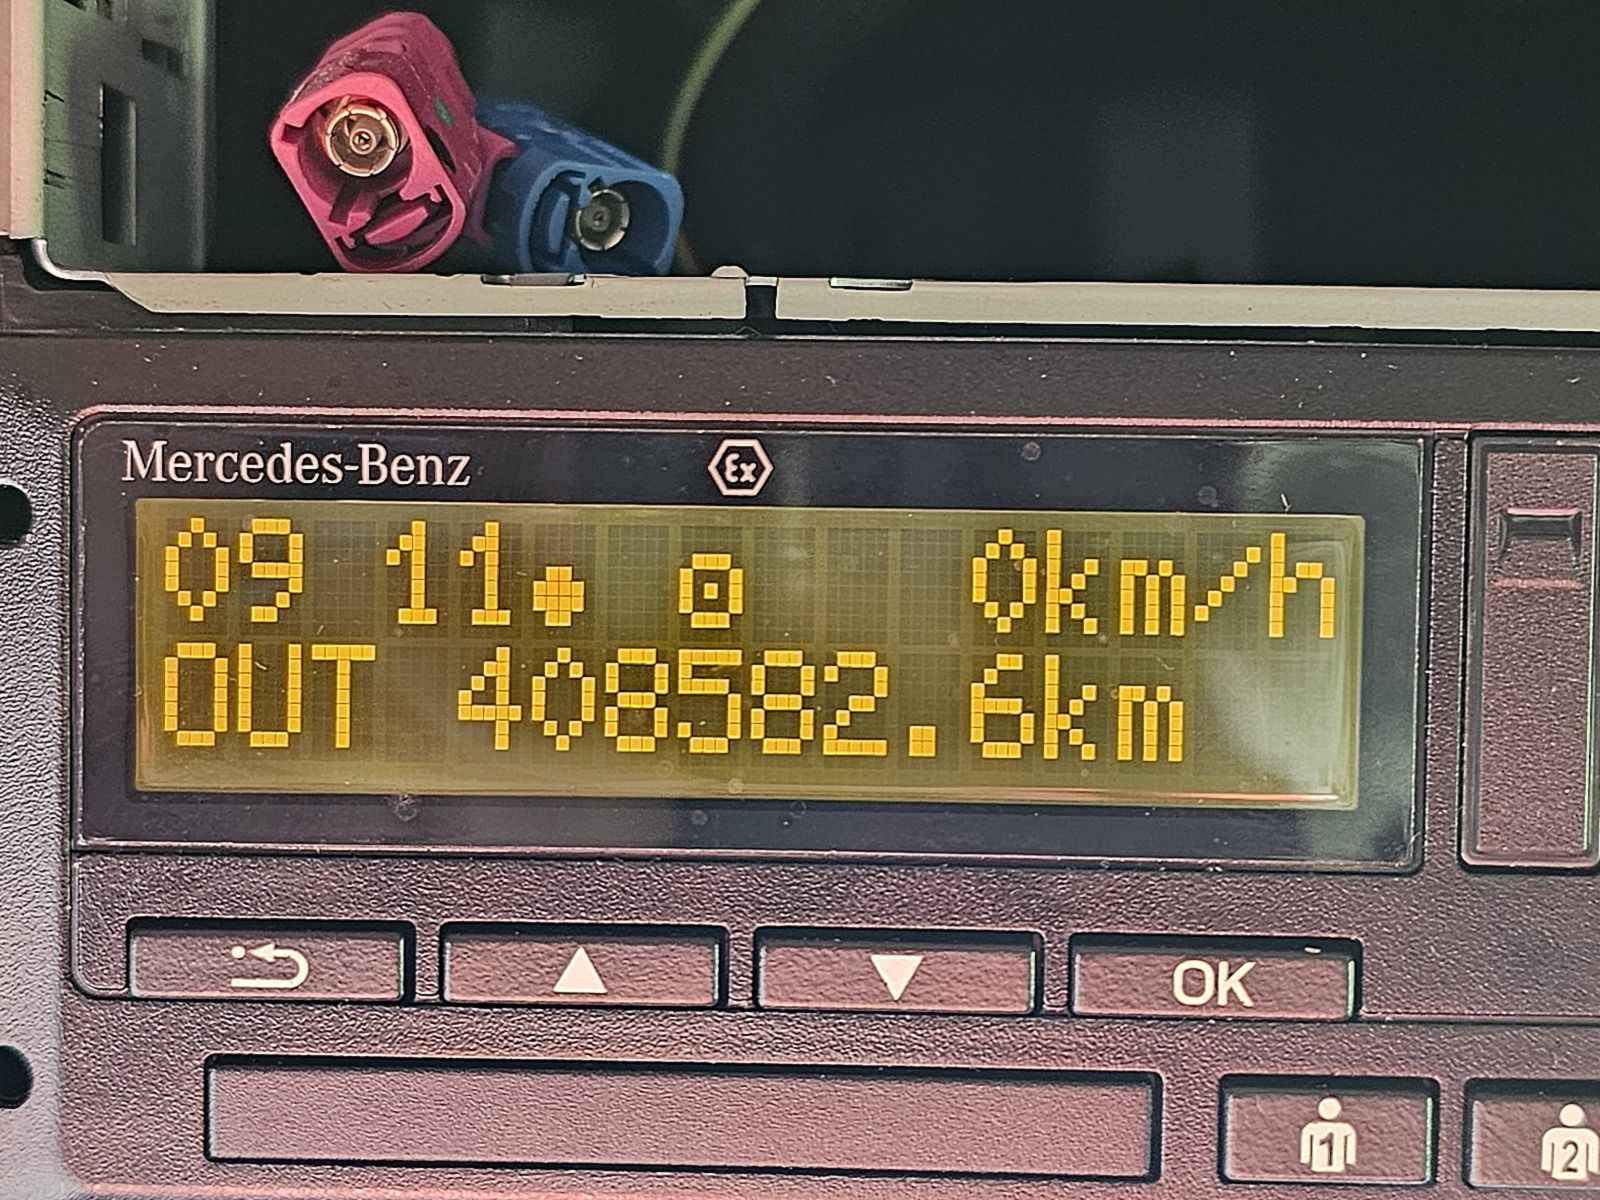 Mercedes-Benz
Ex
09 11● 0km/h
OUT 408582.6km
OK
1
2